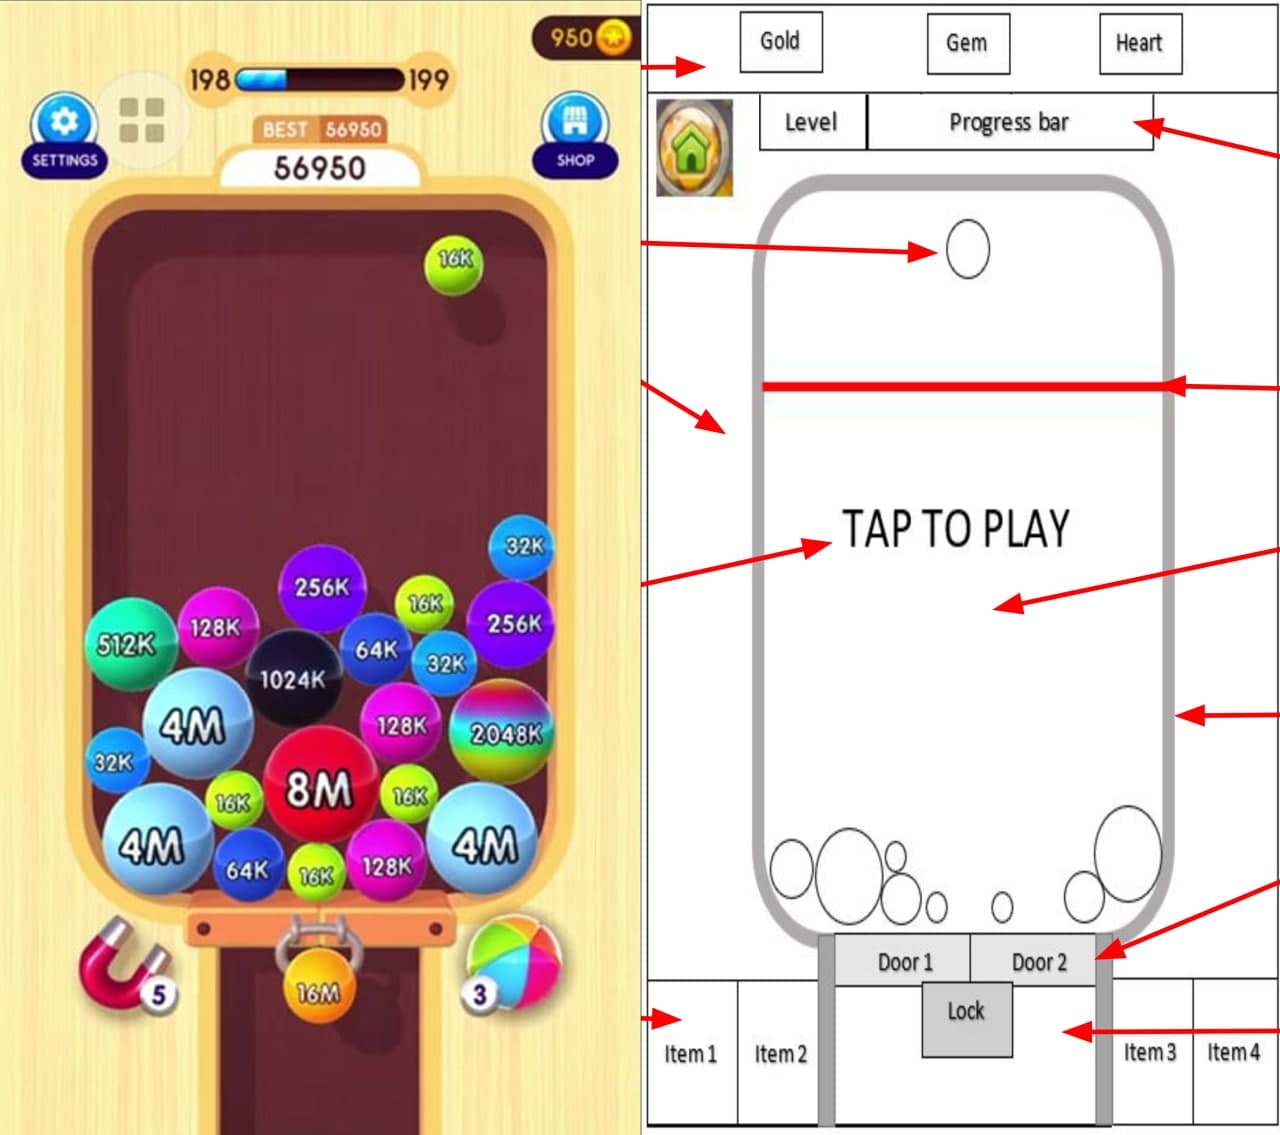 950
198
199
BEST 56950
56950
SETTINGS
SHOP
16K
32K
256K
16K
512K
128K
256K
64K
32K
1024K
4M
128K
2048K
32K
8M
16K
16K
4M
4M
64K
16K
128K
16M
5
3
Gold
Gem
Heart
Level
Progress bar
TAP TO PLAY
Door 1
Door 2
Lock
Item 1
Item 2
Item 3
Item 4